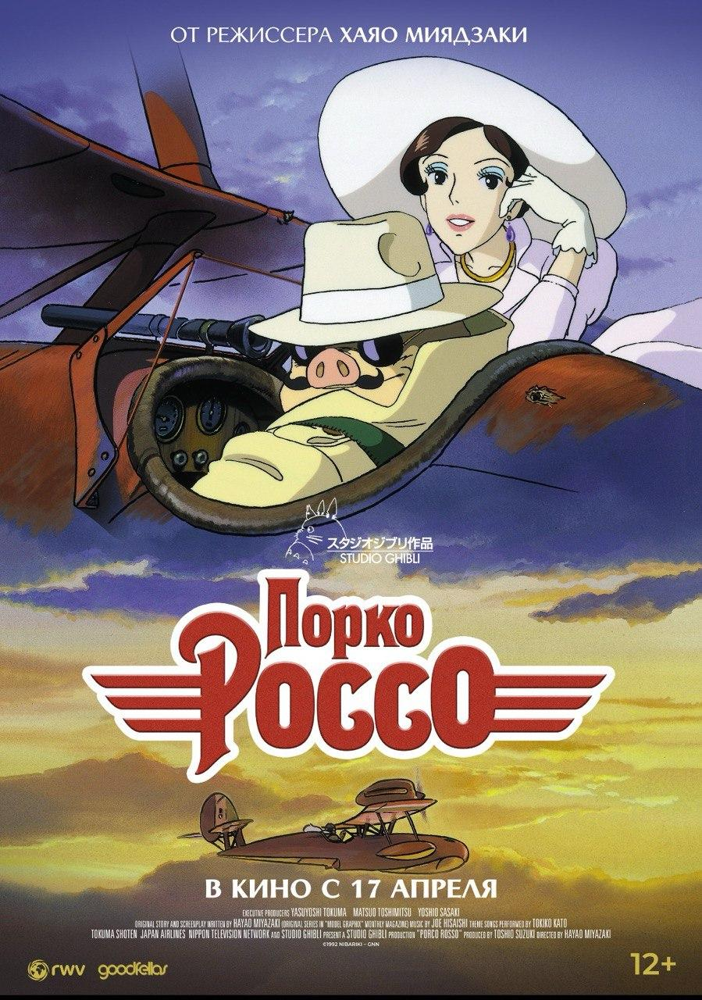 ОТ РЕЖИССЕРА ХАЯО МИЯДЗАКИ
スタジオジブリ作品
STUDIO GHIBLI
Порко
Россо
В КИНО С 17 АПРЕЛЯ
EXECUTIVE PRODUCERS YASUYOSHI TOKUMA MATSUO TOSHIMITSU YOSHIO SASAKI
ORIGINAL STORY AND SCREENPLAY WRITTEN BY HAYAO MIYAZAKI (ORIGINAL SERIES IN "MODEL GRAPHIX" MONTHLY MAGAZINE) MUSIC BY JOE HISAISHI THEME SONGS PERFORMED BY TOKIKO KATO
TOKUMA SHOTEN JAPAN AIRLINES NIPPON TELEVISION NETWORK AND STUDIO GHIBLI PRESENT A STUDIO GHIBLI PRODUCTION "PORCO ROSSO" PRODUCED BY TOSHIO SUZUKI DIRECTED BY HAYAO MIYAZAKI
©1992 NIBARIKI – GNN
rwv goodfellas
12+